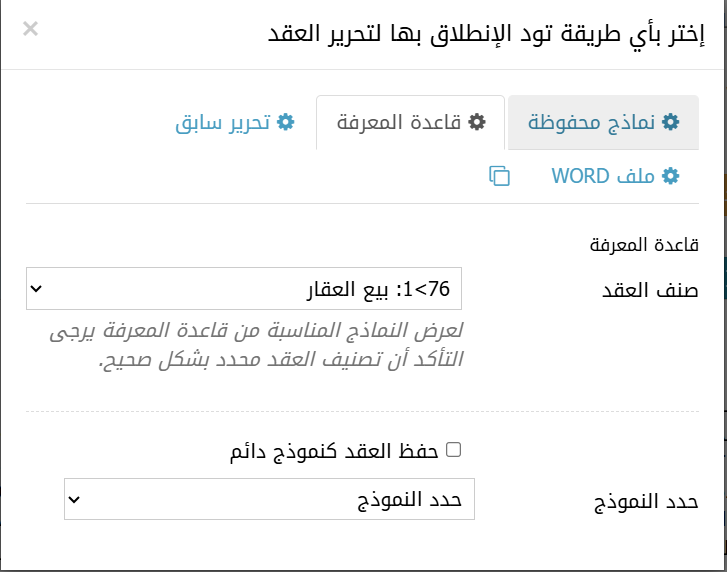 إختر بأي طريقة تود الإنطلاق بها لتحرير العقد
×
نماذج محفوظة
قاعدة المعرفة
تحرير سابق
ملف WORD
قاعدة المعرفة
صنف العقد
76>1: بيع العقار
لعرض النماذج المناسبة من قاعدة المعرفة يرجى
التأكد أن تصنيف العقد محدد بشكل صحيح.
حفظ العقد كنموذج دائم
حدد النموذج
حدد النموذج